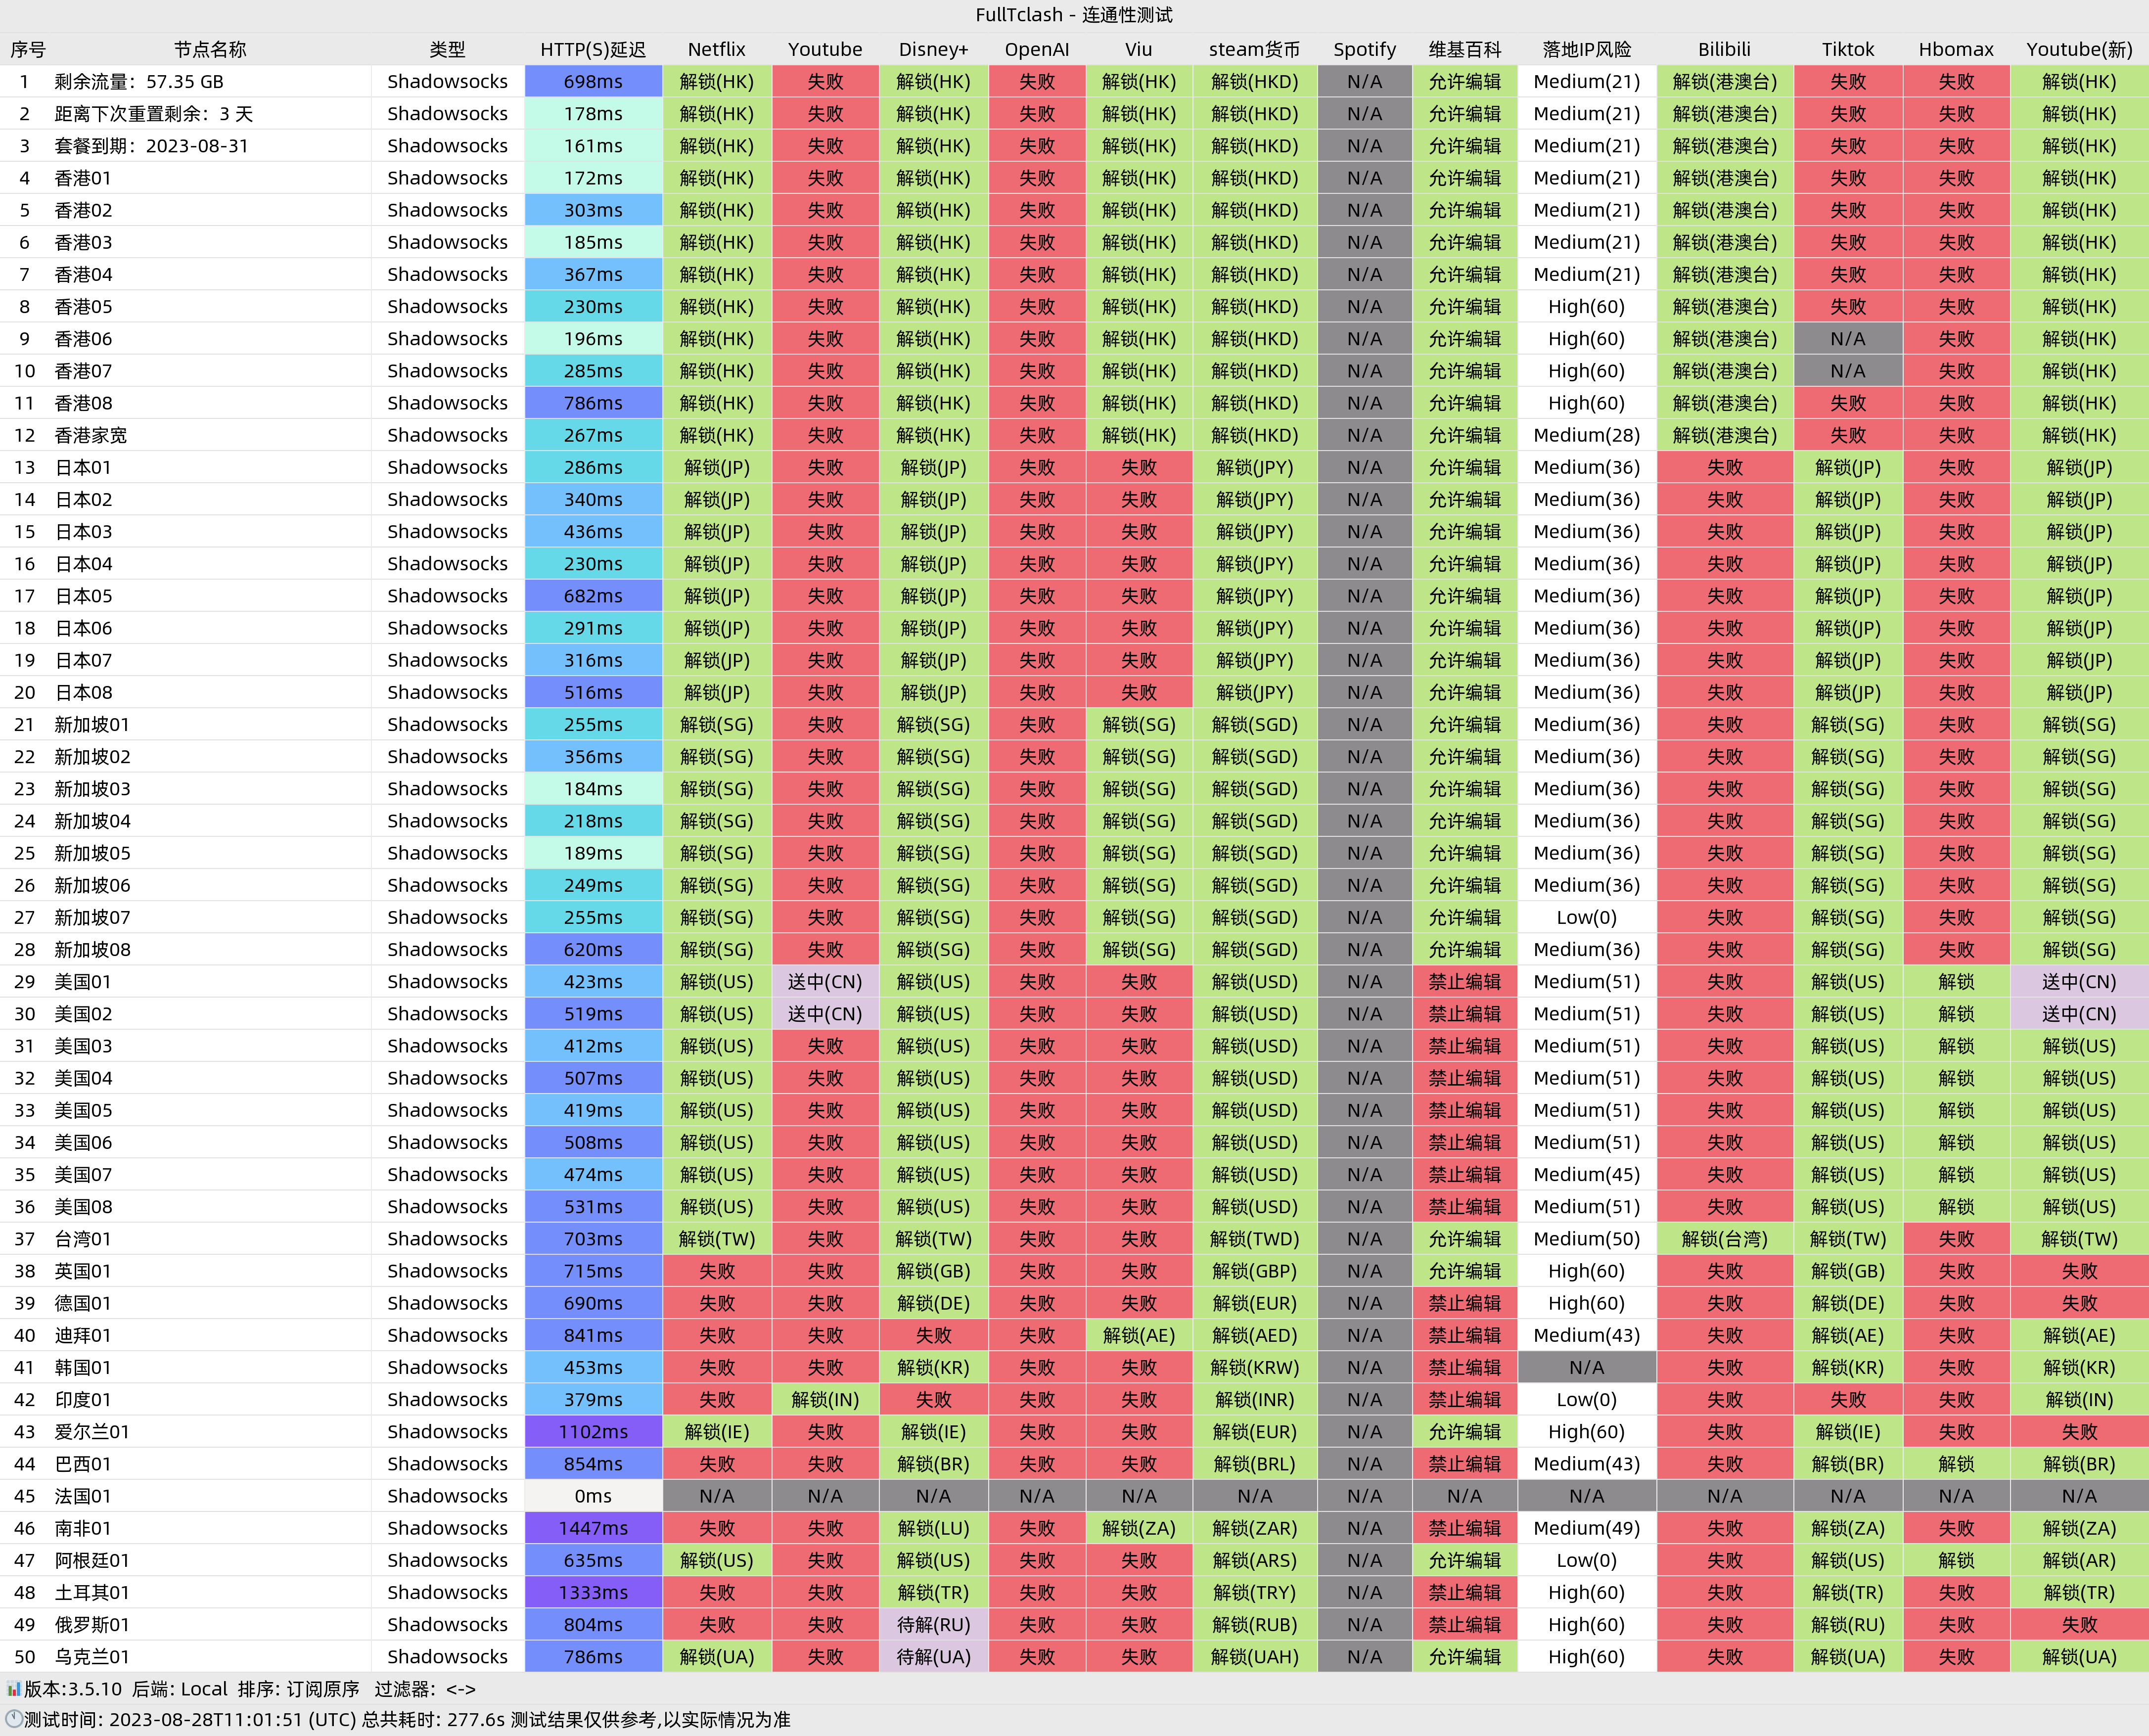 FullTclash - 连通性测试
序号 节点名称 类型 HTTP(S)延迟 Netflix Youtube Disney+ OpenAI Viu steam货币 Spotify 维基百科 落地IP风险 Bilibili Tiktok Hbomax Youtube(新)
1 剩余流量：57.35 GB Shadowsocks 698ms 解锁(HK) 失败 解锁(HK) 失败 解锁(HK) 解锁(HKD) N/A 允许编辑 Medium(21) 解锁(港澳台) 失败 失败 解锁(HK)
2 距离下次重置剩余：3 天 Shadowsocks 178ms 解锁(HK) 失败 解锁(HK) 失败 解锁(HK) 解锁(HKD) N/A 允许编辑 Medium(21) 解锁(港澳台) 失败 失败 解锁(HK)
3 套餐到期：2023-08-31 Shadowsocks 161ms 解锁(HK) 失败 解锁(HK) 失败 解锁(HK) 解锁(HKD) N/A 允许编辑 Medium(21) 解锁(港澳台) 失败 失败 解锁(HK)
4 香港01 Shadowsocks 172ms 解锁(HK) 失败 解锁(HK) 失败 解锁(HK) 解锁(HKD) N/A 允许编辑 Medium(21) 解锁(港澳台) 失败 失败 解锁(HK)
5 香港02 Shadowsocks 303ms 解锁(HK) 失败 解锁(HK) 失败 解锁(HK) 解锁(HKD) N/A 允许编辑 Medium(21) 解锁(港澳台) 失败 失败 解锁(HK)
6 香港03 Shadowsocks 185ms 解锁(HK) 失败 解锁(HK) 失败 解锁(HK) 解锁(HKD) N/A 允许编辑 Medium(21) 解锁(港澳台) 失败 失败 解锁(HK)
7 香港04 Shadowsocks 367ms 解锁(HK) 失败 解锁(HK) 失败 解锁(HK) 解锁(HKD) N/A 允许编辑 Medium(21) 解锁(港澳台) 失败 失败 解锁(HK)
8 香港05 Shadowsocks 230ms 解锁(HK) 失败 解锁(HK) 失败 解锁(HK) 解锁(HKD) N/A 允许编辑 High(60) 解锁(港澳台) 失败 失败 解锁(HK)
9 香港06 Shadowsocks 196ms 解锁(HK) 失败 解锁(HK) 失败 解锁(HK) 解锁(HKD) N/A 允许编辑 High(60) 解锁(港澳台) N/A 失败 解锁(HK)
10 香港07 Shadowsocks 285ms 解锁(HK) 失败 解锁(HK) 失败 解锁(HK) 解锁(HKD) N/A 允许编辑 High(60) 解锁(港澳台) N/A 失败 解锁(HK)
11 香港08 Shadowsocks 786ms 解锁(HK) 失败 解锁(HK) 失败 解锁(HK) 解锁(HKD) N/A 允许编辑 High(60) 解锁(港澳台) 失败 失败 解锁(HK)
12 香港家宽 Shadowsocks 267ms 解锁(HK) 失败 解锁(HK) 失败 解锁(HK) 解锁(HKD) N/A 允许编辑 Medium(28) 解锁(港澳台) 失败 失败 解锁(HK)
13 日本01 Shadowsocks 286ms 解锁(JP) 失败 解锁(JP) 失败 失败 解锁(JPY) N/A 允许编辑 Medium(36) 失败 解锁(JP) 失败 解锁(JP)
14 日本02 Shadowsocks 340ms 解锁(JP) 失败 解锁(JP) 失败 失败 解锁(JPY) N/A 允许编辑 Medium(36) 失败 解锁(JP) 失败 解锁(JP)
15 日本03 Shadowsocks 436ms 解锁(JP) 失败 解锁(JP) 失败 失败 解锁(JPY) N/A 允许编辑 Medium(36) 失败 解锁(JP) 失败 解锁(JP)
16 日本04 Shadowsocks 230ms 解锁(JP) 失败 解锁(JP) 失败 失败 解锁(JPY) N/A 允许编辑 Medium(36) 失败 解锁(JP) 失败 解锁(JP)
17 日本05 Shadowsocks 682ms 解锁(JP) 失败 解锁(JP) 失败 失败 解锁(JPY) N/A 允许编辑 Medium(36) 失败 解锁(JP) 失败 解锁(JP)
18 日本06 Shadowsocks 291ms 解锁(JP) 失败 解锁(JP) 失败 失败 解锁(JPY) N/A 允许编辑 Medium(36) 失败 解锁(JP) 失败 解锁(JP)
19 日本07 Shadowsocks 316ms 解锁(JP) 失败 解锁(JP) 失败 失败 解锁(JPY) N/A 允许编辑 Medium(36) 失败 解锁(JP) 失败 解锁(JP)
20 日本08 Shadowsocks 516ms 解锁(JP) 失败 解锁(JP) 失败 失败 解锁(JPY) N/A 允许编辑 Medium(36) 失败 解锁(JP) 失败 解锁(JP)
21 新加坡01 Shadowsocks 255ms 解锁(SG) 失败 解锁(SG) 失败 解锁(SG) 解锁(SGD) N/A 允许编辑 Medium(36) 失败 解锁(SG) 失败 解锁(SG)
22 新加坡02 Shadowsocks 356ms 解锁(SG) 失败 解锁(SG) 失败 解锁(SG) 解锁(SGD) N/A 允许编辑 Medium(36) 失败 解锁(SG) 失败 解锁(SG)
23 新加坡03 Shadowsocks 184ms 解锁(SG) 失败 解锁(SG) 失败 解锁(SG) 解锁(SGD) N/A 允许编辑 Medium(36) 失败 解锁(SG) 失败 解锁(SG)
24 新加坡04 Shadowsocks 218ms 解锁(SG) 失败 解锁(SG) 失败 解锁(SG) 解锁(SGD) N/A 允许编辑 Medium(36) 失败 解锁(SG) 失败 解锁(SG)
25 新加坡05 Shadowsocks 189ms 解锁(SG) 失败 解锁(SG) 失败 解锁(SG) 解锁(SGD) N/A 允许编辑 Medium(36) 失败 解锁(SG) 失败 解锁(SG)
26 新加坡06 Shadowsocks 249ms 解锁(SG) 失败 解锁(SG) 失败 解锁(SG) 解锁(SGD) N/A 允许编辑 Medium(36) 失败 解锁(SG) 失败 解锁(SG)
27 新加坡07 Shadowsocks 255ms 解锁(SG) 失败 解锁(SG) 失败 解锁(SG) 解锁(SGD) N/A 允许编辑 Low(0) 失败 解锁(SG) 失败 解锁(SG)
28 新加坡08 Shadowsocks 620ms 解锁(SG) 失败 解锁(SG) 失败 解锁(SG) 解锁(SGD) N/A 允许编辑 Medium(36) 失败 解锁(SG) 失败 解锁(SG)
29 美国01 Shadowsocks 423ms 解锁(US) 送中(CN) 解锁(US) 失败 失败 解锁(USD) N/A 禁止编辑 Medium(51) 失败 解锁(US) 解锁 送中(CN)
30 美国02 Shadowsocks 519ms 解锁(US) 送中(CN) 解锁(US) 失败 失败 解锁(USD) N/A 禁止编辑 Medium(51) 失败 解锁(US) 解锁 送中(CN)
31 美国03 Shadowsocks 412ms 解锁(US) 失败 解锁(US) 失败 失败 解锁(USD) N/A 禁止编辑 Medium(51) 失败 解锁(US) 解锁 解锁(US)
32 美国04 Shadowsocks 507ms 解锁(US) 失败 解锁(US) 失败 失败 解锁(USD) N/A 禁止编辑 Medium(51) 失败 解锁(US) 解锁 解锁(US)
33 美国05 Shadowsocks 419ms 解锁(US) 失败 解锁(US) 失败 失败 解锁(USD) N/A 禁止编辑 Medium(51) 失败 解锁(US) 解锁 解锁(US)
34 美国06 Shadowsocks 508ms 解锁(US) 失败 解锁(US) 失败 失败 解锁(USD) N/A 禁止编辑 Medium(51) 失败 解锁(US) 解锁 解锁(US)
35 美国07 Shadowsocks 474ms 解锁(US) 失败 解锁(US) 失败 失败 解锁(USD) N/A 禁止编辑 Medium(45) 失败 解锁(US) 解锁 解锁(US)
36 美国08 Shadowsocks 531ms 解锁(US) 失败 解锁(US) 失败 失败 解锁(USD) N/A 禁止编辑 Medium(51) 失败 解锁(US) 解锁 解锁(US)
37 台湾01 Shadowsocks 703ms 解锁(TW) 失败 解锁(TW) 失败 失败 解锁(TWD) N/A 允许编辑 Medium(50) 解锁(台湾) 解锁(TW) 失败 解锁(TW)
38 英国01 Shadowsocks 715ms 失败 失败 解锁(GB) 失败 失败 解锁(GBP) N/A 允许编辑 High(60) 失败 解锁(GB) 失败 失败
39 德国01 Shadowsocks 690ms 失败 失败 解锁(DE) 失败 失败 解锁(EUR) N/A 禁止编辑 High(60) 失败 解锁(DE) 失败 失败
40 迪拜01 Shadowsocks 841ms 失败 失败 失败 失败 解锁(AE) 解锁(AED) N/A 禁止编辑 Medium(43) 失败 解锁(AE) 失败 解锁(AE)
41 韩国01 Shadowsocks 453ms 失败 失败 解锁(KR) 失败 失败 解锁(KRW) N/A 禁止编辑 N/A 失败 解锁(KR) 失败 解锁(KR)
42 印度01 Shadowsocks 379ms 失败 解锁(IN) 失败 失败 失败 解锁(INR) N/A 禁止编辑 Low(0) 失败 失败 失败 解锁(IN)
43 爱尔兰01 Shadowsocks 1102ms 解锁(IE) 失败 解锁(IE) 失败 失败 解锁(EUR) N/A 允许编辑 High(60) 失败 解锁(IE) 失败 失败
44 巴西01 Shadowsocks 854ms 失败 失败 解锁(BR) 失败 失败 解锁(BRL) N/A 禁止编辑 Medium(43) 失败 解锁(BR) 解锁 解锁(BR)
45 法国01 Shadowsocks 0ms N/A N/A N/A N/A N/A N/A N/A N/A N/A N/A N/A N/A N/A
46 南非01 Shadowsocks 1447ms 失败 失败 解锁(LU) 失败 解锁(ZA) 解锁(ZAR) N/A 禁止编辑 Medium(49) 失败 解锁(ZA) 失败 解锁(ZA)
47 阿根廷01 Shadowsocks 635ms 解锁(US) 失败 解锁(US) 失败 失败 解锁(ARS) N/A 允许编辑 Low(0) 失败 解锁(US) 解锁 解锁(AR)
48 土耳其01 Shadowsocks 1333ms 失败 失败 解锁(TR) 失败 失败 解锁(TRY) N/A 禁止编辑 High(60) 失败 解锁(TR) 失败 解锁(TR)
49 俄罗斯01 Shadowsocks 804ms 失败 失败 待解(RU) 失败 失败 解锁(RUB) N/A 禁止编辑 High(60) 失败 解锁(RU) 失败 失败
50 乌克兰01 Shadowsocks 786ms 解锁(UA) 失败 待解(UA) 失败 失败 解锁(UAH) N/A 允许编辑 High(60) 失败 解锁(UA) 失败 解锁(UA)
版本:3.5.10 后端: Local 排序: 订阅原序 过滤器: <->
测试时间: 2023-08-28T11:01:51 (UTC) 总共耗时: 277.6s 测试结果仅供参考,以实际情况为准